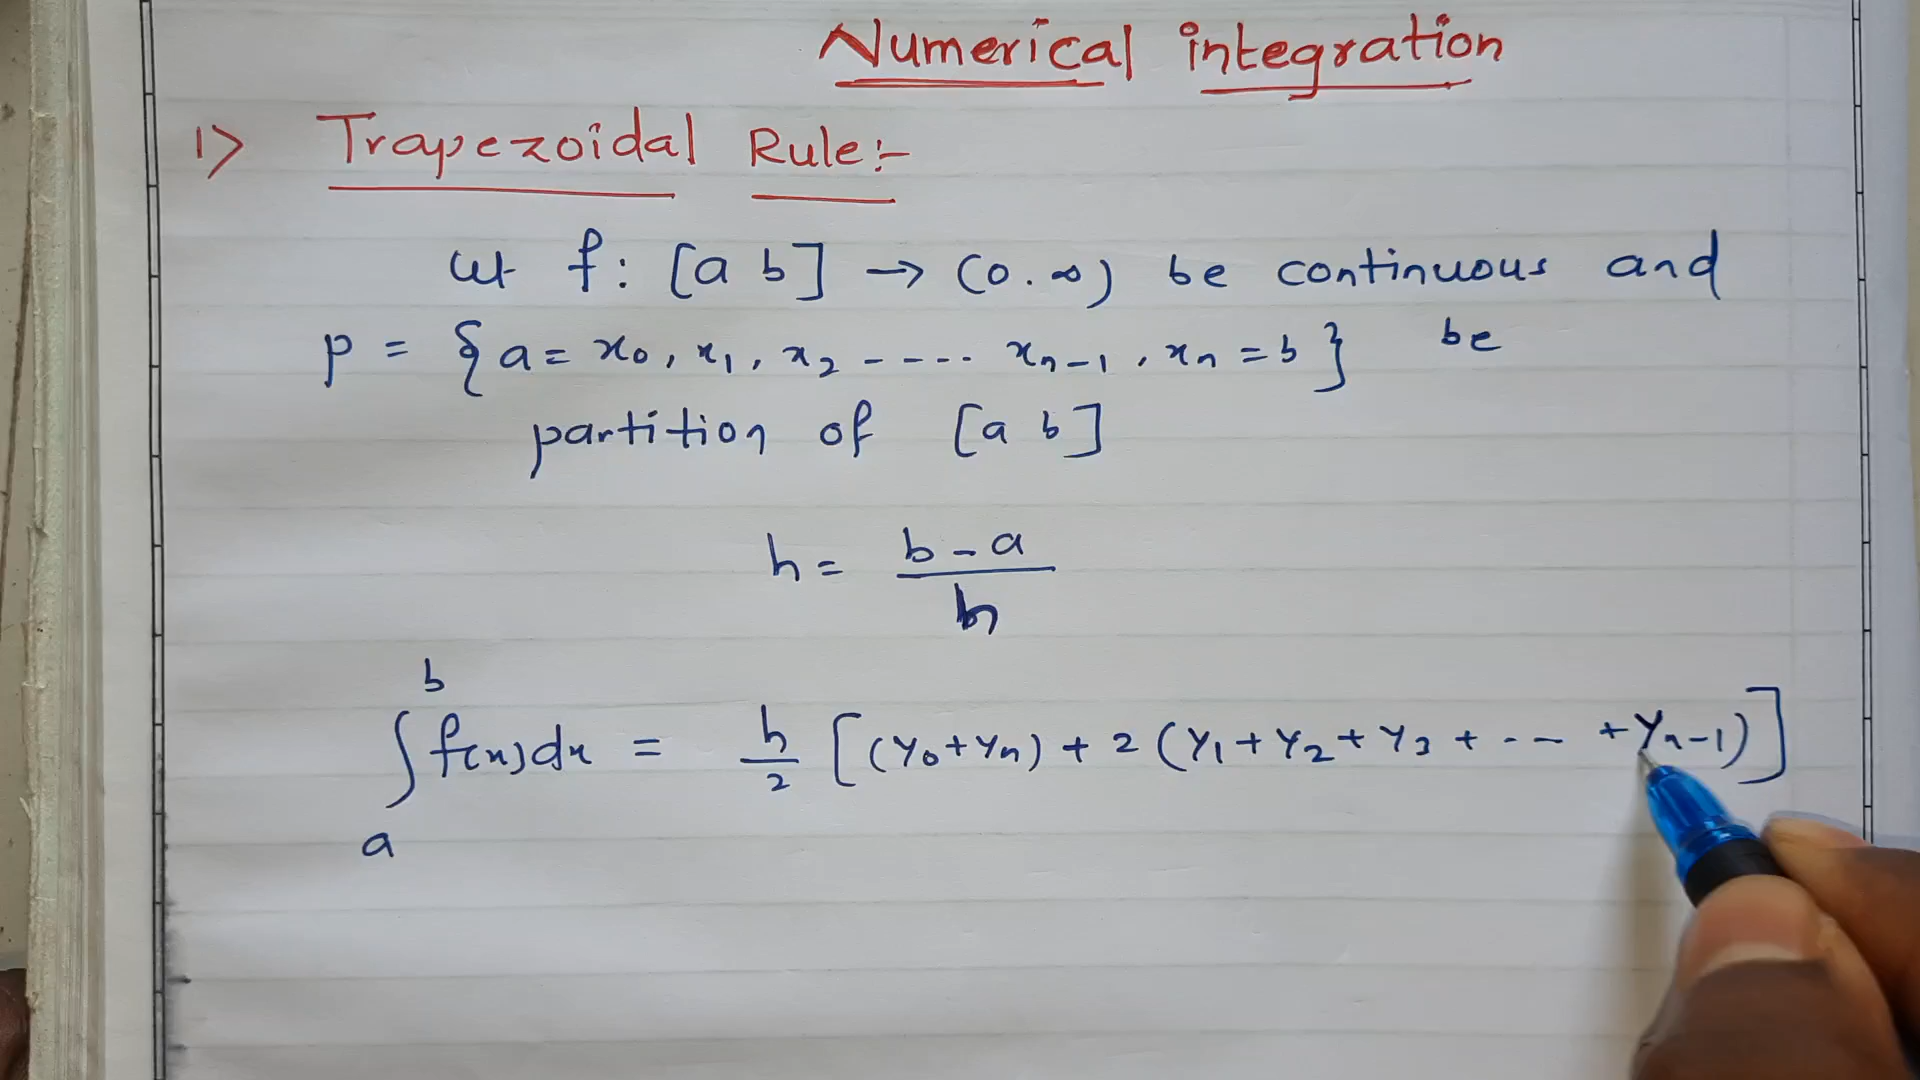 Numerical integration
1> Trapezoidal Rule:-
Let f: [a b] → (0.∞) be continuous and
p = {a = x0, x1, x2 ----- xn-1, xn = b} be
partition of [a b]
h = b - a / n
∫ab f(x)dx = h/2 [(y0+yn) + 2 (y1+y2+y3+ --- +yn-1)]